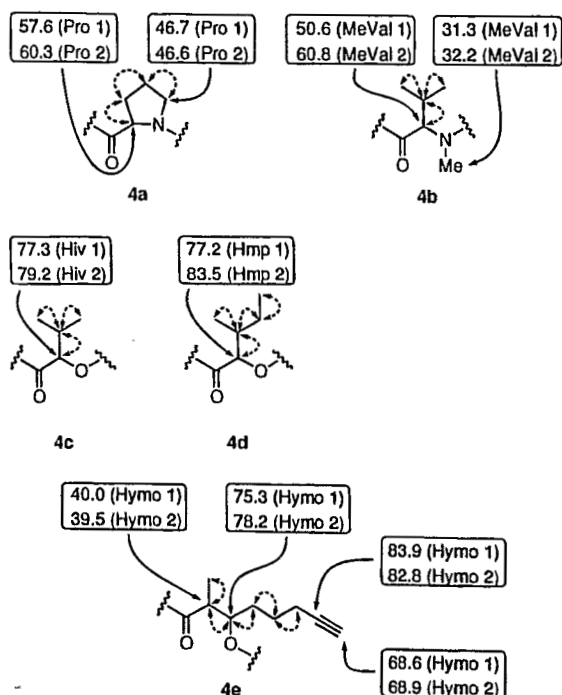 57.6 (Pro 1)
60.3 (Pro 2)
46.7 (Pro 1)
46.6 (Pro 2)
50.6 (MeVal 1)
60.8 (MeVal 2)
31.3 (MeVal 1)
32.2 (MeVal 2)
N
O
4a
N
O
Me
4b
77.3 (Hiv 1)
79.2 (Hiv 2)
77.2 (Hmp 1)
83.5 (Hmp 2)
O
O
4c
O
O
4d
40.0 (Hymo 1)
39.5 (Hymo 2)
75.3 (Hymo 1)
78.2 (Hymo 2)
83.9 (Hymo 1)
82.8 (Hymo 2)
O
O
4e
68.6 (Hymo 1)
68.9 (Hymo 2)